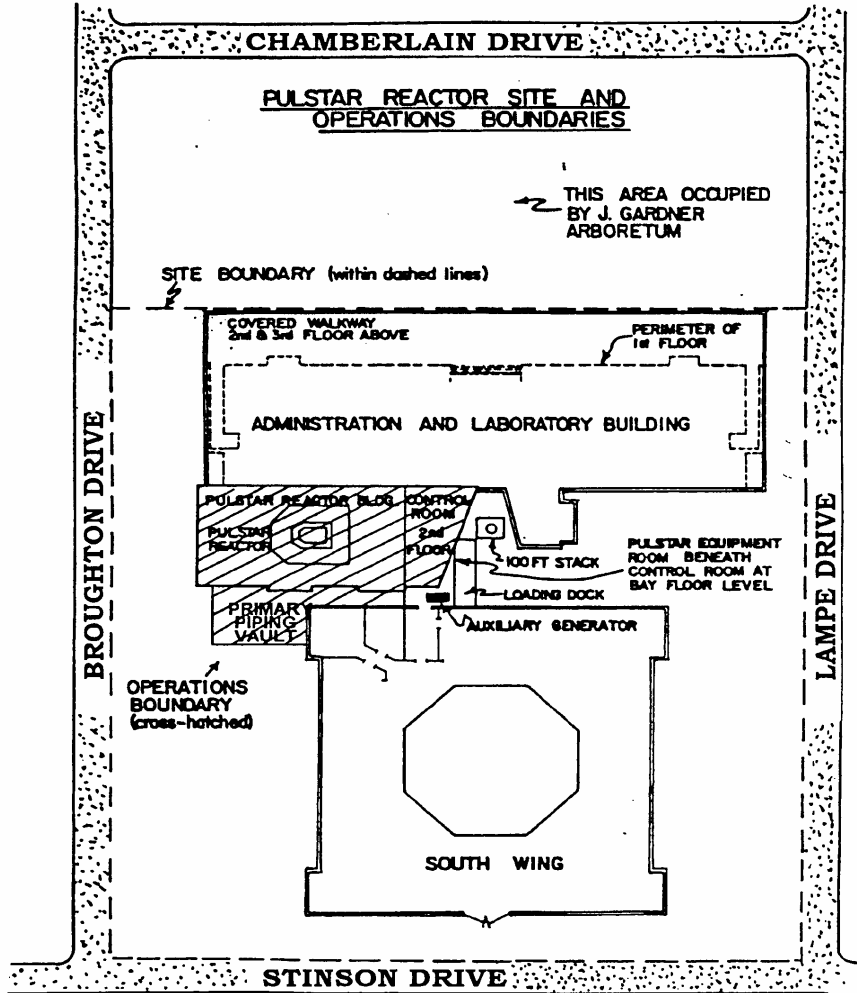 CHAMBERLAIN DRIVE
PULSTAR REACTOR SITE AND
OPERATIONS BOUNDARIES
THIS AREA OCCUPIED
BY J. GARDNER
ARBORETUM
SITE BOUNDARY (within dashed lines)
COVERED WALKWAY
2nd & 3rd FLOOR ABOVE
PERIMETER OF
1st FLOOR
ADMINISTRATION AND LABORATORY BUILDING
BROUGHTON DRIVE
LAMPE DRIVE
PULSTAR REACTOR BLDG
CONTROL
ROOM
2nd
FLOOR
PULSTAR
REACTOR
100 FT STACK
PULSTAR EQUIPMENT
ROOM BENEATH
CONTROL ROOM AT
BAY FLOOR LEVEL
LOADING DOCK
PRIMARY
PIPING
VAULT
AUXILIARY GENERATOR
OPERATIONS
BOUNDARY
(cross-hatched)
SOUTH WING
STINSON DRIVE